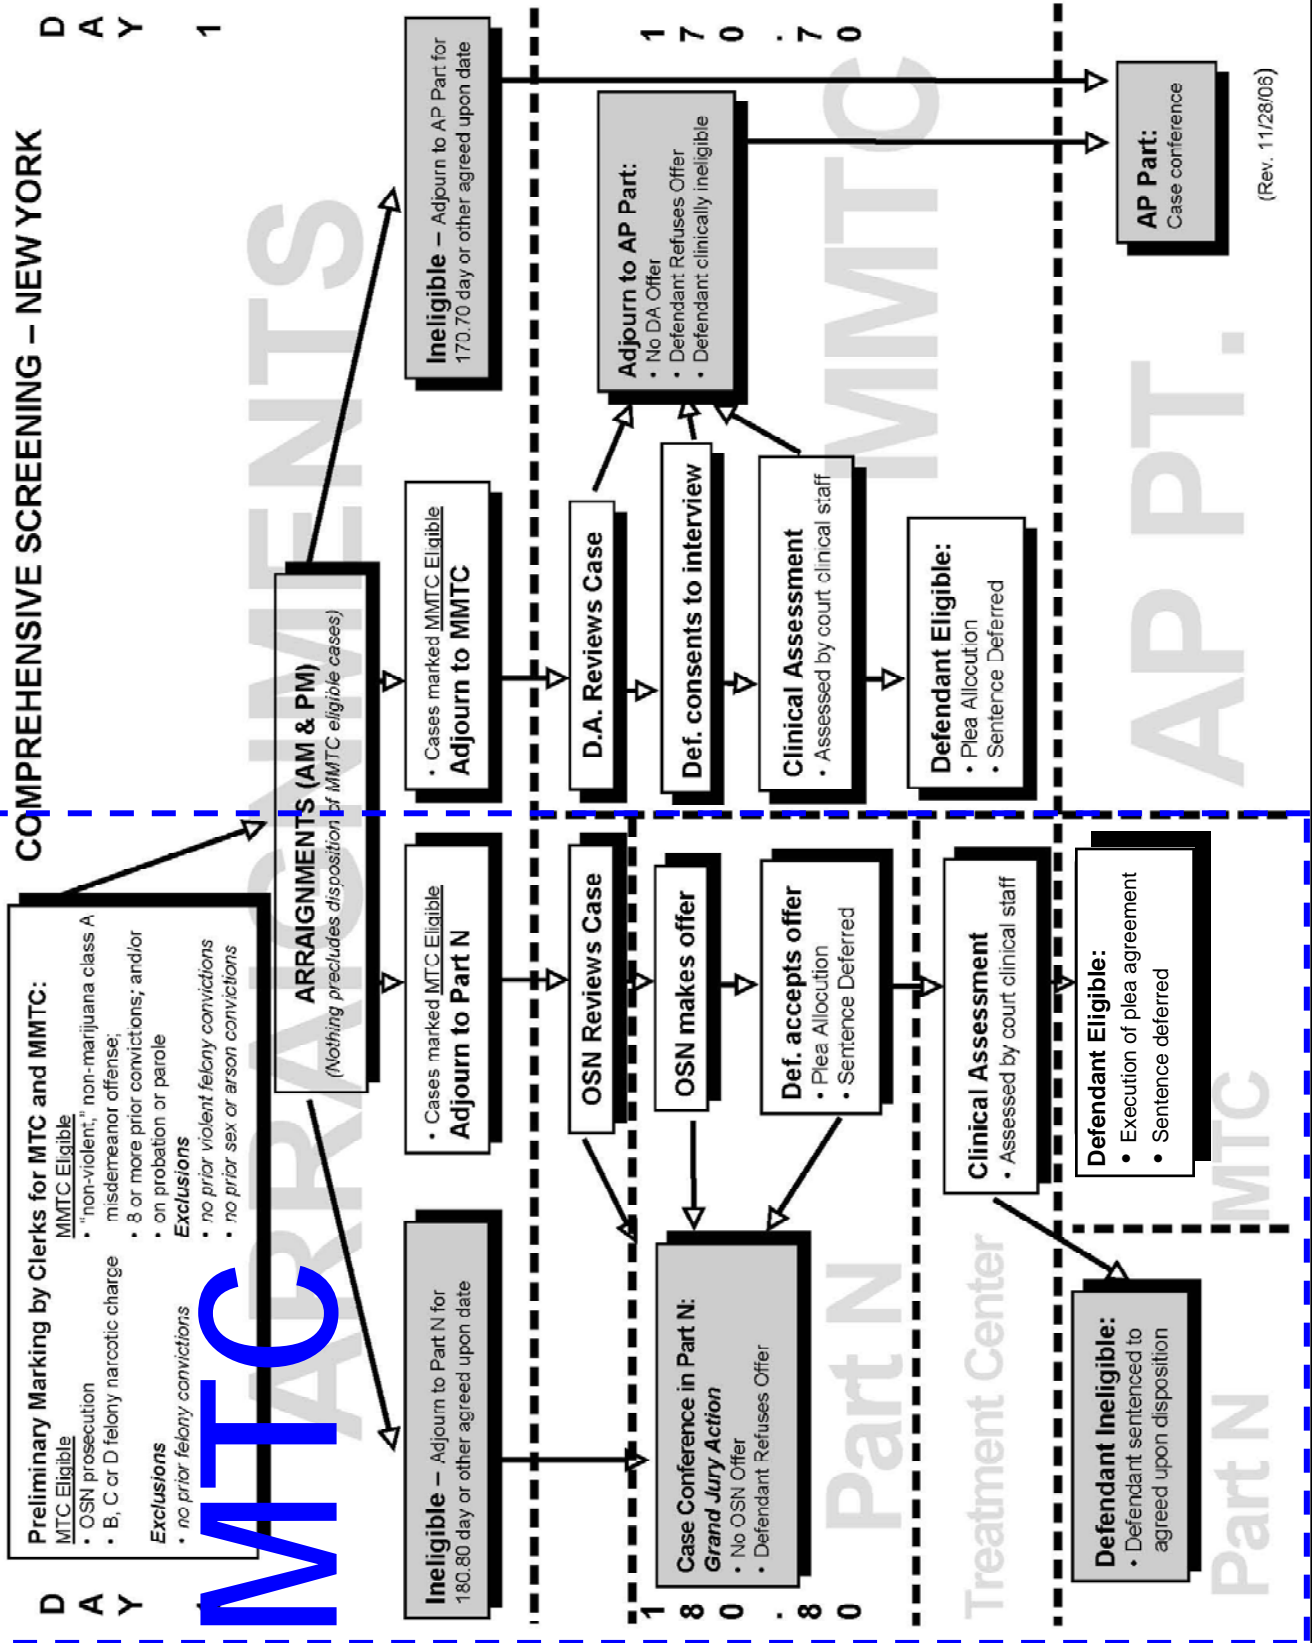 COMPREHENSIVE SCREENING – NEW YORK
D
A
Y
D
A
Y
1
Preliminary Marking by Clerks for MTC and MMTC:
MTC Eligible
• OSN prosecution
• B, C or D felony narcotic charge
Exclusions
• no prior felony convictions
MMTC Eligible
• "non-violent," non-marijuana class A
misdemeanor offense;
• 8 or more prior convictions; and/or
• on probation or parole
Exclusions
• no prior violent felony convictions
• no prior sex or arson convictions
MTC
ARRAIGNMENTS
ARRAIGNMENTS (AM & PM)
(Nothing precludes disposition of MMTC eligible cases)
Ineligible – Adjourn to Part N for
180.80 day or other agreed upon date
• Cases marked MTC Eligible
Adjourn to Part N
• Cases marked MMTC Eligible
Adjourn to MMTC
Ineligible – Adjourn to AP Part for
170.70 day or other agreed upon date
1
8
0
.
8
0
1
7
0
.
7
0
OSN Reviews Case
OSN makes offer
Def. accepts offer
• Plea Allocution
• Sentence Deferred
Case Conference in Part N:
Grand Jury Action
• No OSN Offer
• Defendant Refuses Offer
Part N
D.A. Reviews Case
Def. consents to interview
Clinical Assessment
• Assessed by court clinical staff
Defendant Eligible:
• Plea Allocution
• Sentence Deferred
Adjourn to AP Part:
• No DA Offer
• Defendant Refuses Offer
• Defendant clinically ineligible
MMTC
Treatment Center
Clinical Assessment
• Assessed by court clinical staff
Defendant Ineligible:
• Defendant sentenced to
agreed upon disposition
Part N
Defendant Eligible:
• Execution of plea agreement
• Sentence deferred
MTC
AP PT.
AP Part:
Case conference
(Rev. 11/28/06)